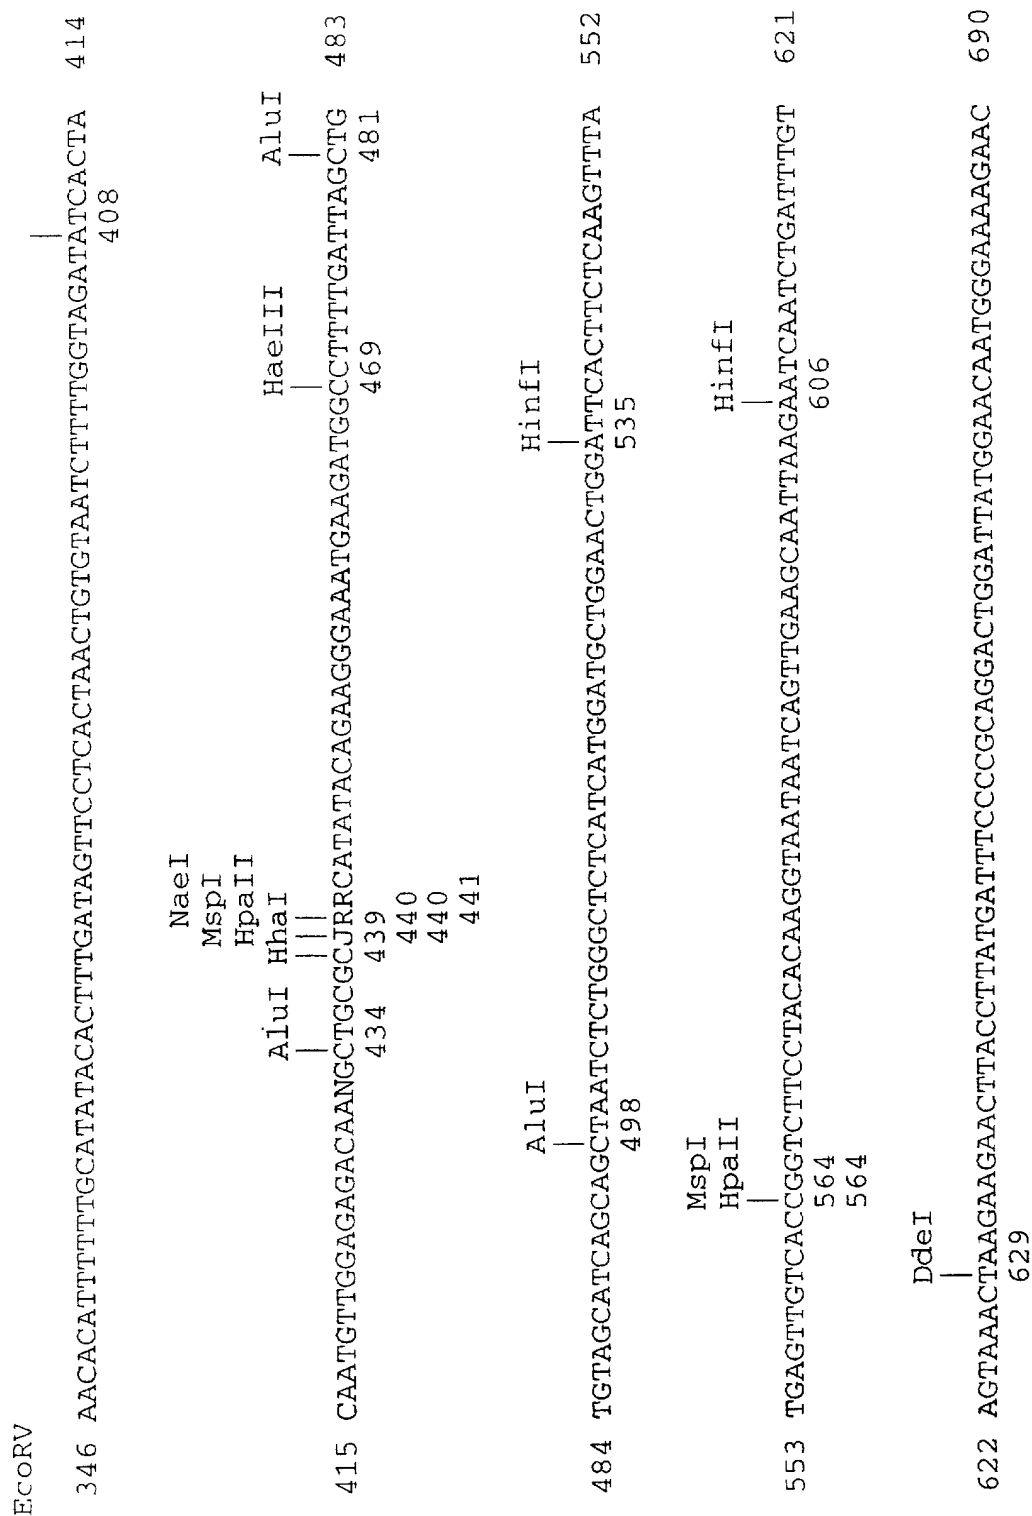 EcoRV
346 AACACATTTTTGCATATACACTTTGATAGTTCCTCACTAACTGTGTAATCTTTTGGTAGATATCACTA 414
408
NaeI
MspI
HpaII
AluI HhaI HaeIII AluI
415 CAATGTTGGAGAGACAANGCTGCGCJRRCATATACAGAAGGGAAATGAAGATGGCCTTTTGATTAGCTG 483
434 439 469 481
440
440
441
AluI HinfI
484 TGTAGCATCAGCAGCTAATCTCTGGGCTCTCATCATGGATGCTGGAACTGGATTCACTTCTCAAGTTTA 552
498 535
MspI
HpaII HinfI
553 TGAGTTGTCACCGGTCTTCCTACACAAGGTAATAATCAGTTGAAGCAATTAAGAATCAATCTGATTTGT 621
564 606
564
DdeI
622 AGTAAACTAAGAAGAACTTACCTTATGATTTCCCCGCAGGACTGGATTATGGAACAATGGGAAAAGAAC 690
629